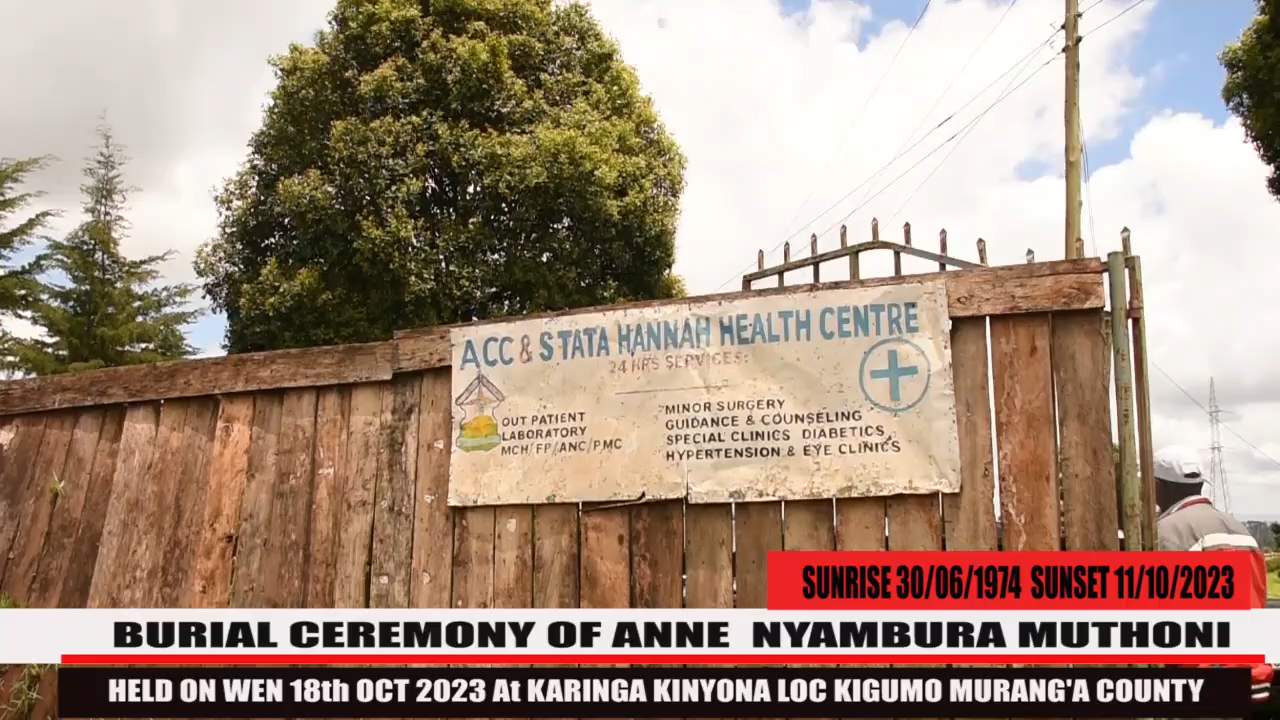 ACC & STATA HANNAH HEALTH CENTRE
24 HRS SERVICES:
OUT PATIENT
LABORATORY
MCH/FP/ANC/PMC
MINOR SURGERY
GUIDANCE & COUNSELING
SPECIAL CLINICS DIABETICS,
HYPERTENSION & EYE CLINICS
SUNRISE 30/06/1974 SUNSET 11/10/2023
BURIAL CEREMONY OF ANNE NYAMBURA MUTHONI
HELD ON WEN 18th OCT 2023 At KARINGA KINYONA LOC KIGUMO MURANG'A COUNTY